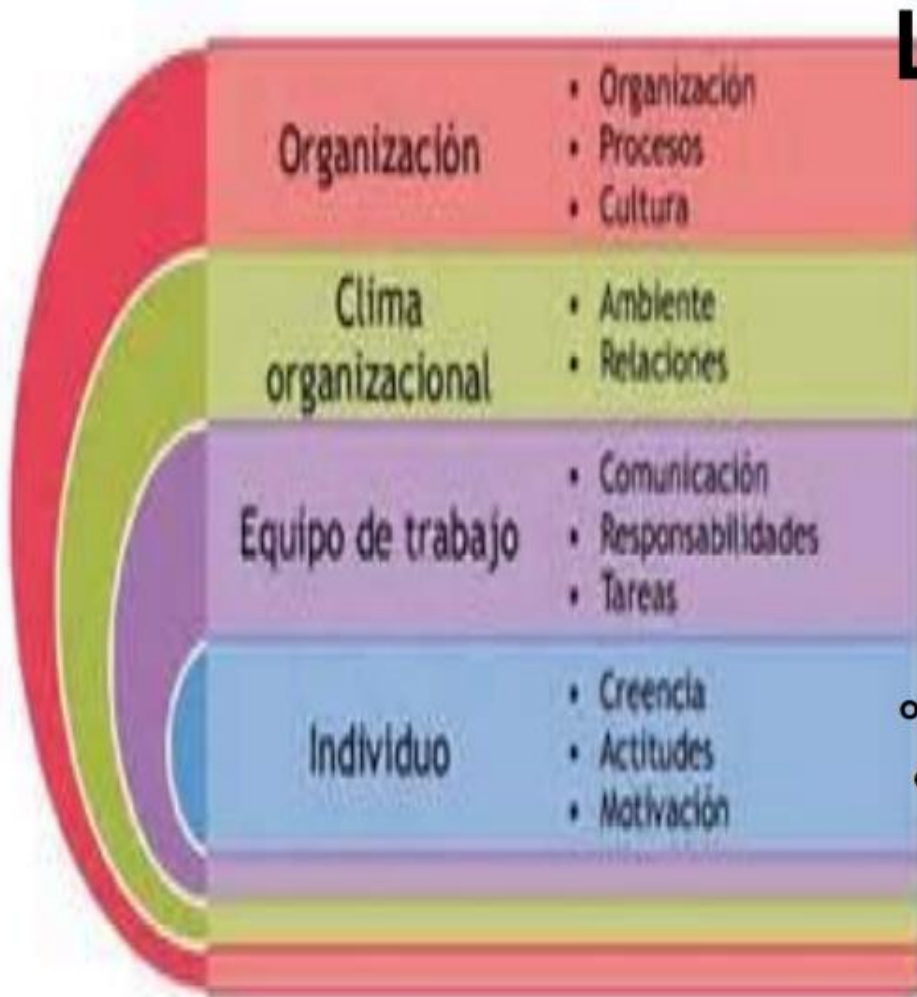 Organización
• Organización
• Procesos
• Cultura
Clima
organizacional
• Ambiente
• Relaciones
Equipo de trabajo
• Comunicación
• Responsabilidades
• Tareas
Individuo
• Creencia
• Actitudes
• Motivación